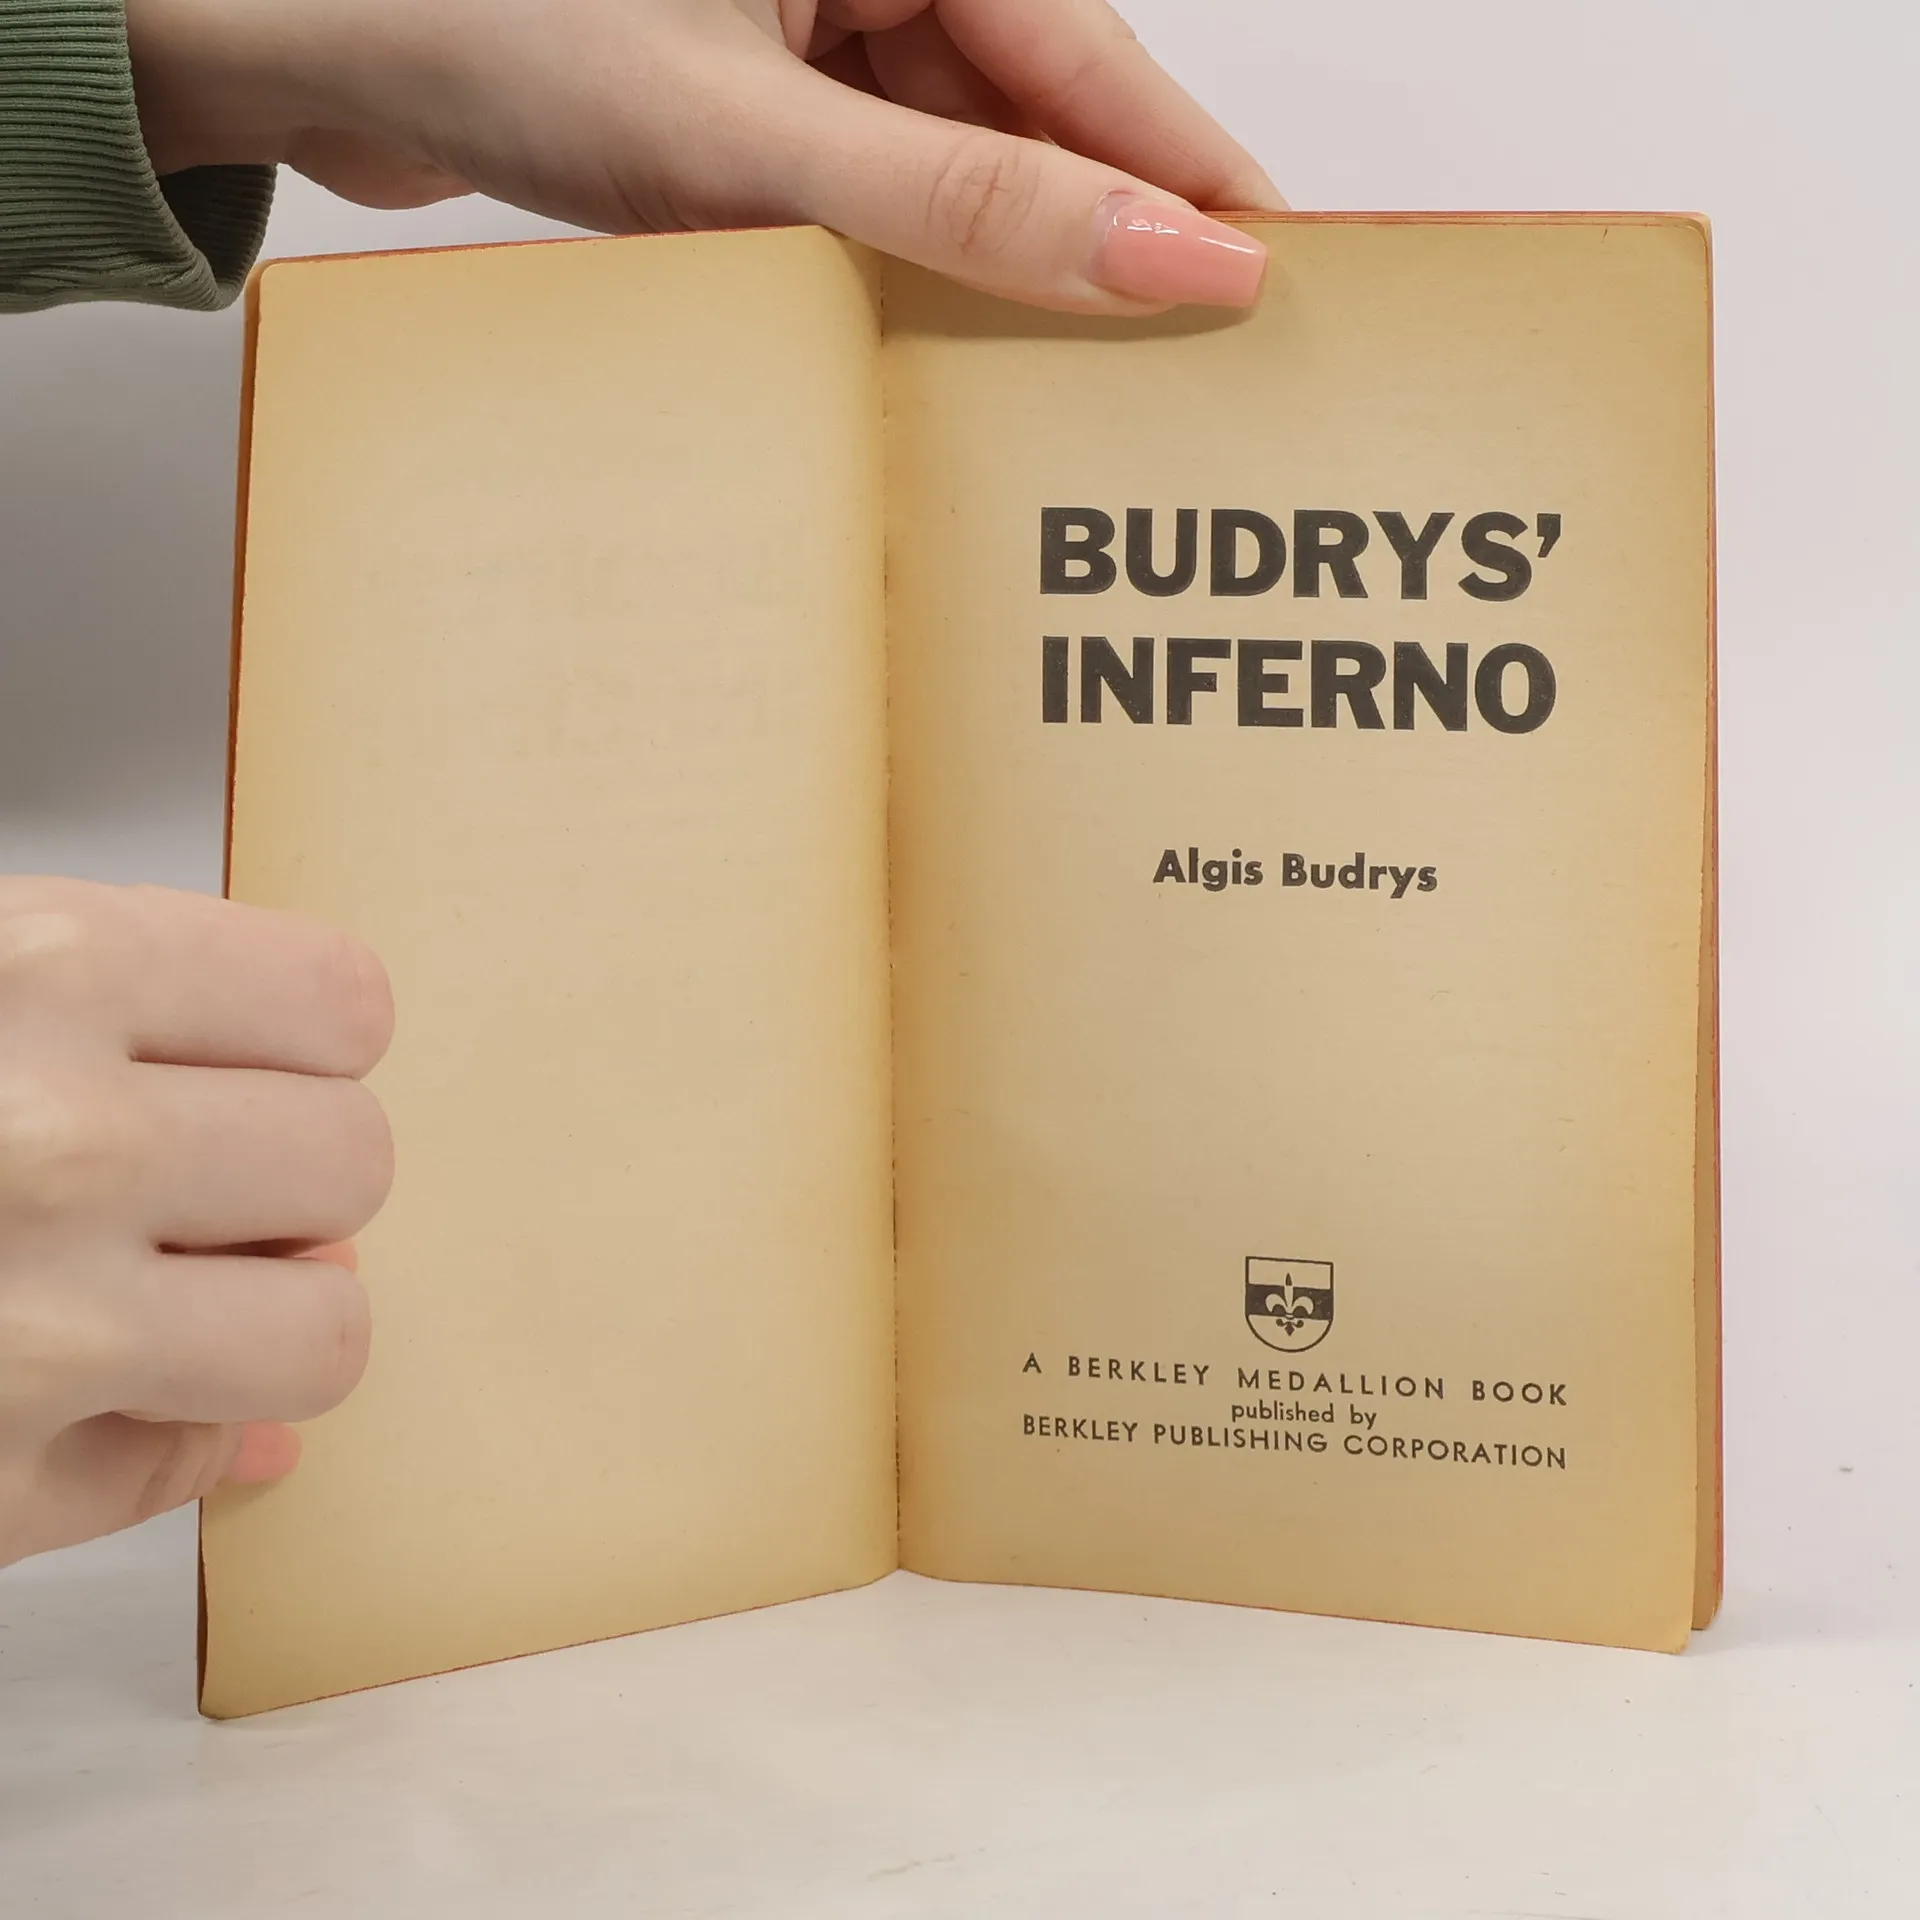 BUDRYS'
INFERNO
Algis Budrys
A BERKLEY MEDALLION BOOK
published by
BERKLEY PUBLISHING CORPORATION